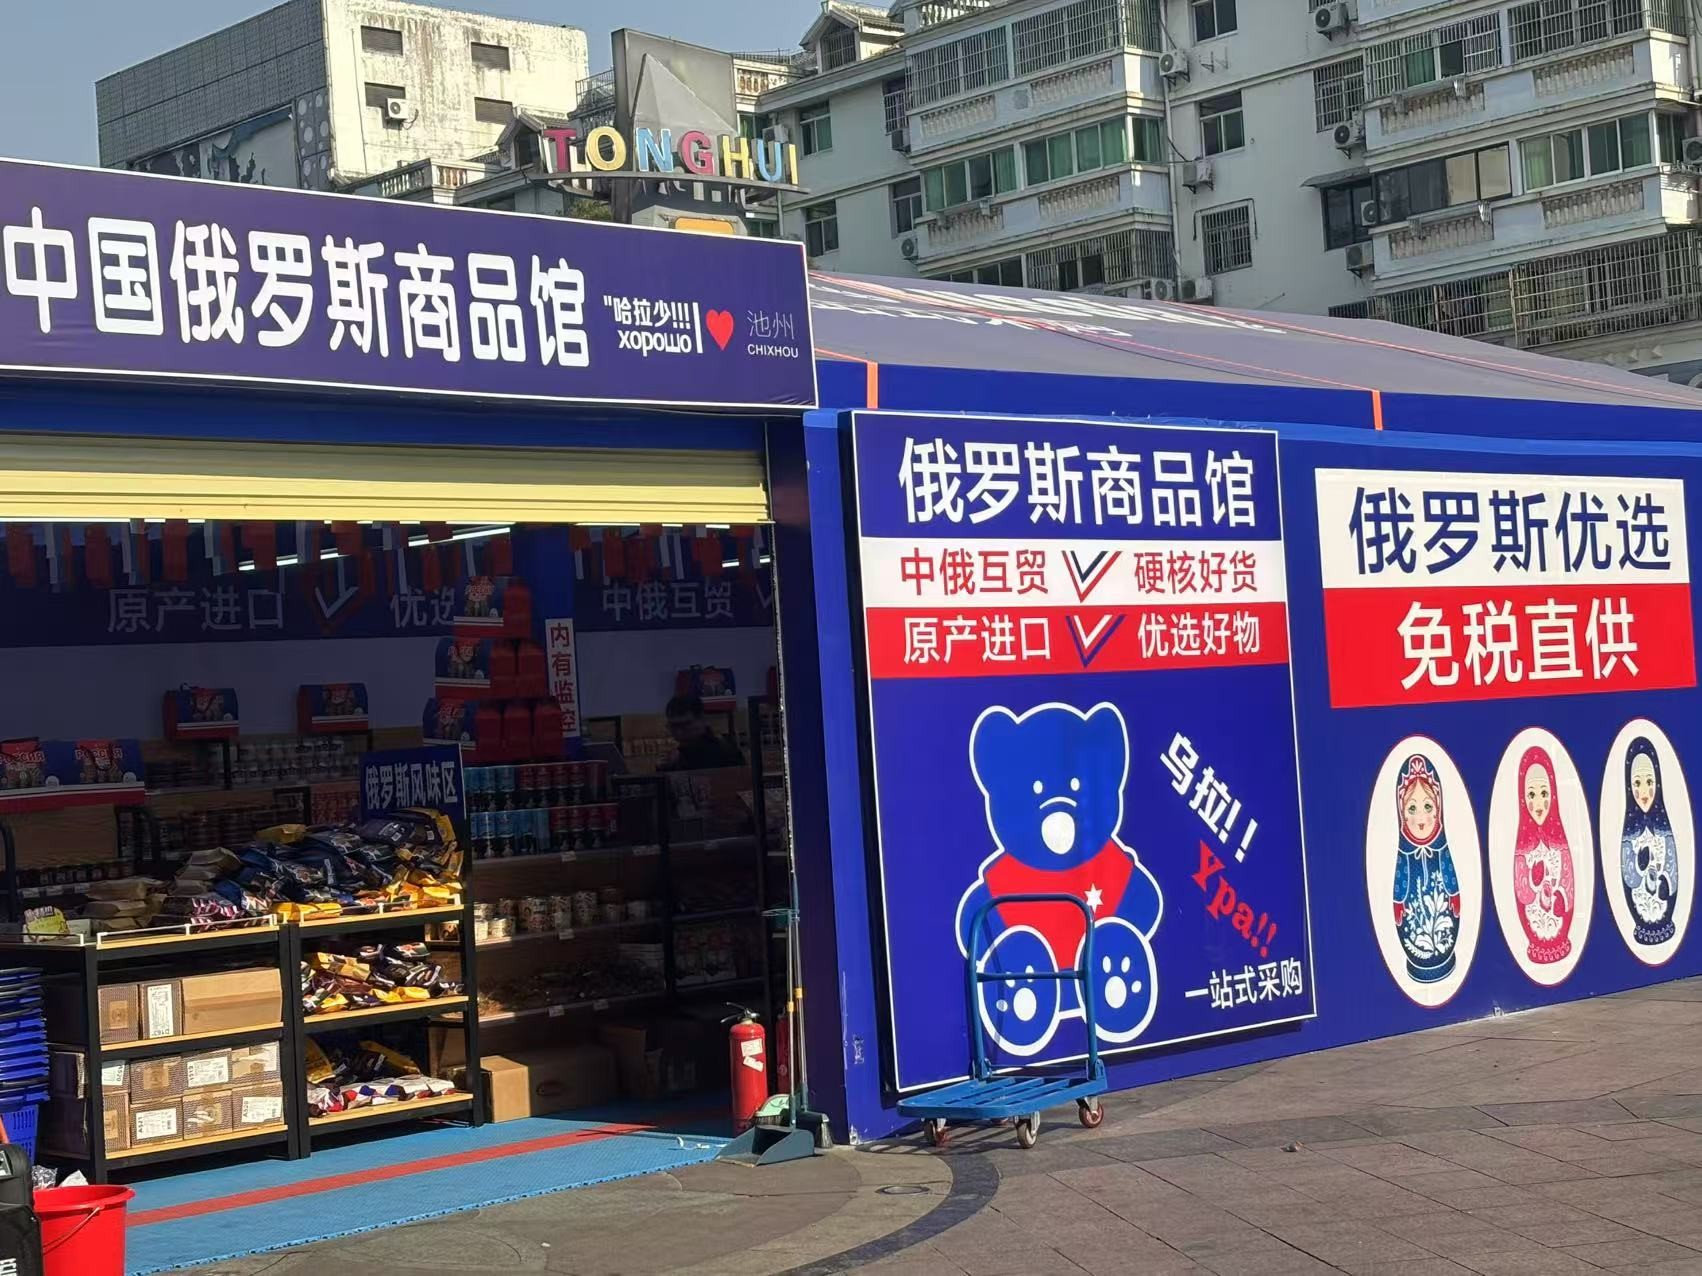 TONGHUI
中国俄罗斯商品馆
"哈拉少!!!
хорошо
I
池州
CHIXHOU
俄罗斯商品馆
中俄互贸 硬核好货
原产进口 优选好物
乌拉!!
Ура!!
一站式采购
俄罗斯优选
免税直供
原产进口
优选
中俄互贸
内有监控
俄罗斯风味区
РОССИЯ